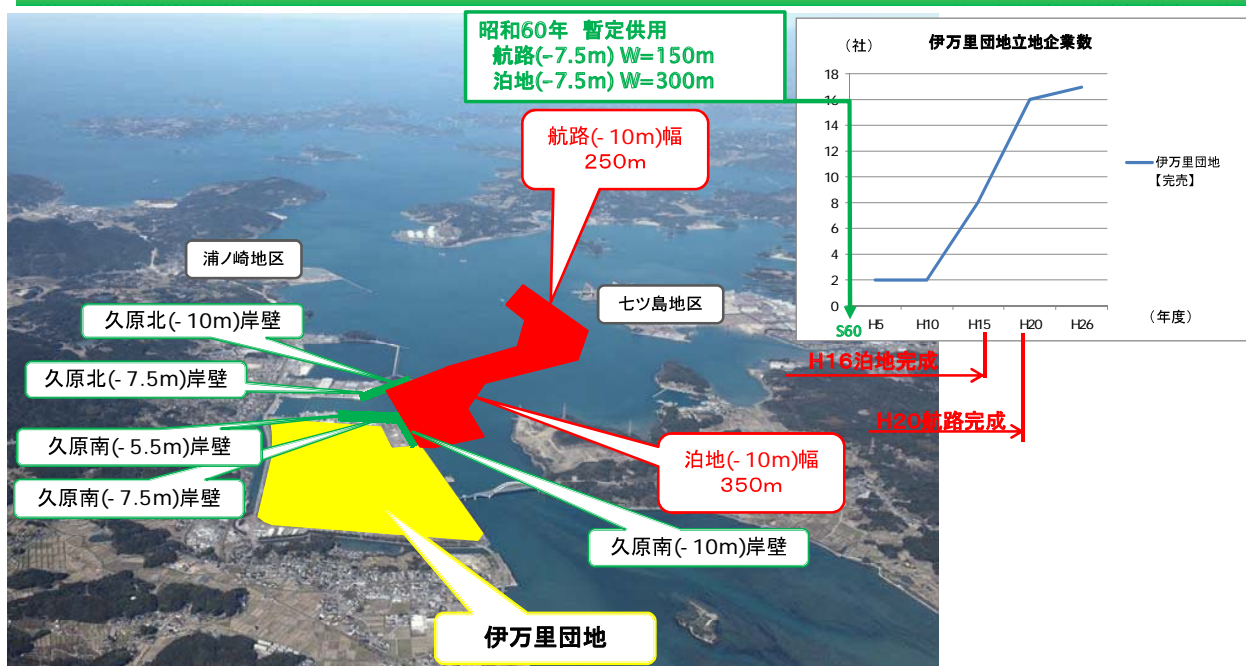 昭和60年 暫定供用
航路(-7.5m) W=150m
泊地(-7.5m) W=300m
航路(-10m)幅
250m
浦ノ崎地区
七ツ島地区
久原北(-10m)岸壁
久原北(-7.5m)岸壁
久原南(-5.5m)岸壁
久原南(-7.5m)岸壁
泊地(-10m)幅
350m
久原南(-10m)岸壁
伊万里団地
(社)
伊万里団地立地企業数
18
16
14
12
10
8
6
4
2
0
S60
H5
H10
H15
H20
H26
(年度)
伊万里団地
【完売】
H16泊地完成
H20航路完成